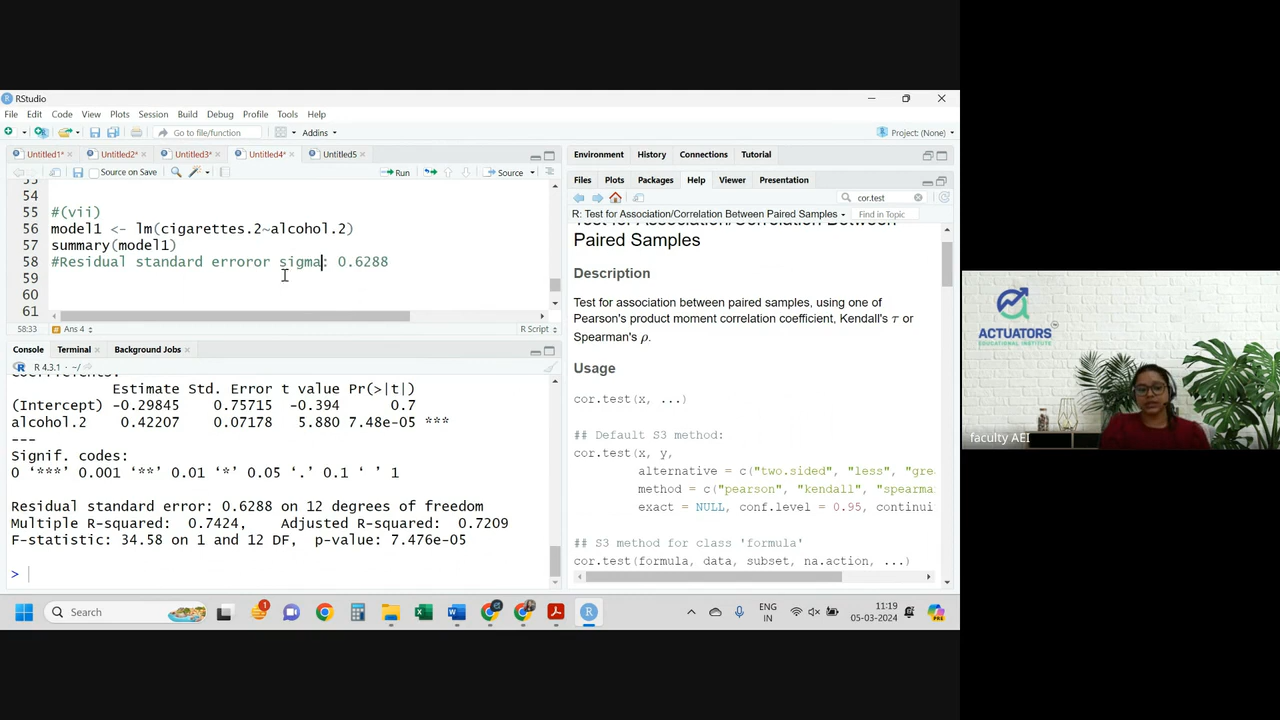 RStudio
File Edit Code View Plots Session Build Debug Profile Tools Help
Go to file/function Addins Project: (None)
Untitled1* Untitled2* Untitled3* Untitled4* Untitled5
Source on Save Run Source
54
55 #(vii)
56 model1 <- lm(cigarettes.2~alcohol.2)
57 summary(model1)
58 #Residual standard erroror sigma: 0.6288
59
60
61
58:33 Ans 4 R Script
Console Terminal Background Jobs
R 4.3.1 · ~/
Coefficients:
Estimate Std. Error t value Pr(>|t|)
(Intercept) -0.29845 0.75715 -0.394 0.7
alcohol.2 0.42207 0.07178 5.880 7.48e-05 ***
---
Signif. codes:
0 ‘***’ 0.001 ‘**’ 0.01 ‘*’ 0.05 ‘.’ 0.1 ‘ ’ 1
Residual standard error: 0.6288 on 12 degrees of freedom
Multiple R-squared: 0.7424, Adjusted R-squared: 0.7209
F-statistic: 34.58 on 1 and 12 DF, p-value: 7.476e-05
>
Environment History Connections Tutorial
Files Plots Packages Help Viewer Presentation
cor.test
R: Test for Association/Correlation Between Paired Samples Find in Topic
Test for Association/Correlation Between
Paired Samples
Description
Test for association between paired samples, using one of
Pearson's product moment correlation coefficient, Kendall's τ or
Spearman's ρ.
Usage
cor.test(x, ...)
## Default S3 method:
cor.test(x, y,
alternative = c("two.sided", "less", "gre
method = c("pearson", "kendall", "spearma
exact = NULL, conf.level = 0.95, continui
## S3 method for class 'formula'
cor.test(formula, data, subset, na.action, ...)
Search
ENG
IN
11:19
05-03-2024
ACTUATORS
EDUCATIONAL INSTITUTE
faculty AEI